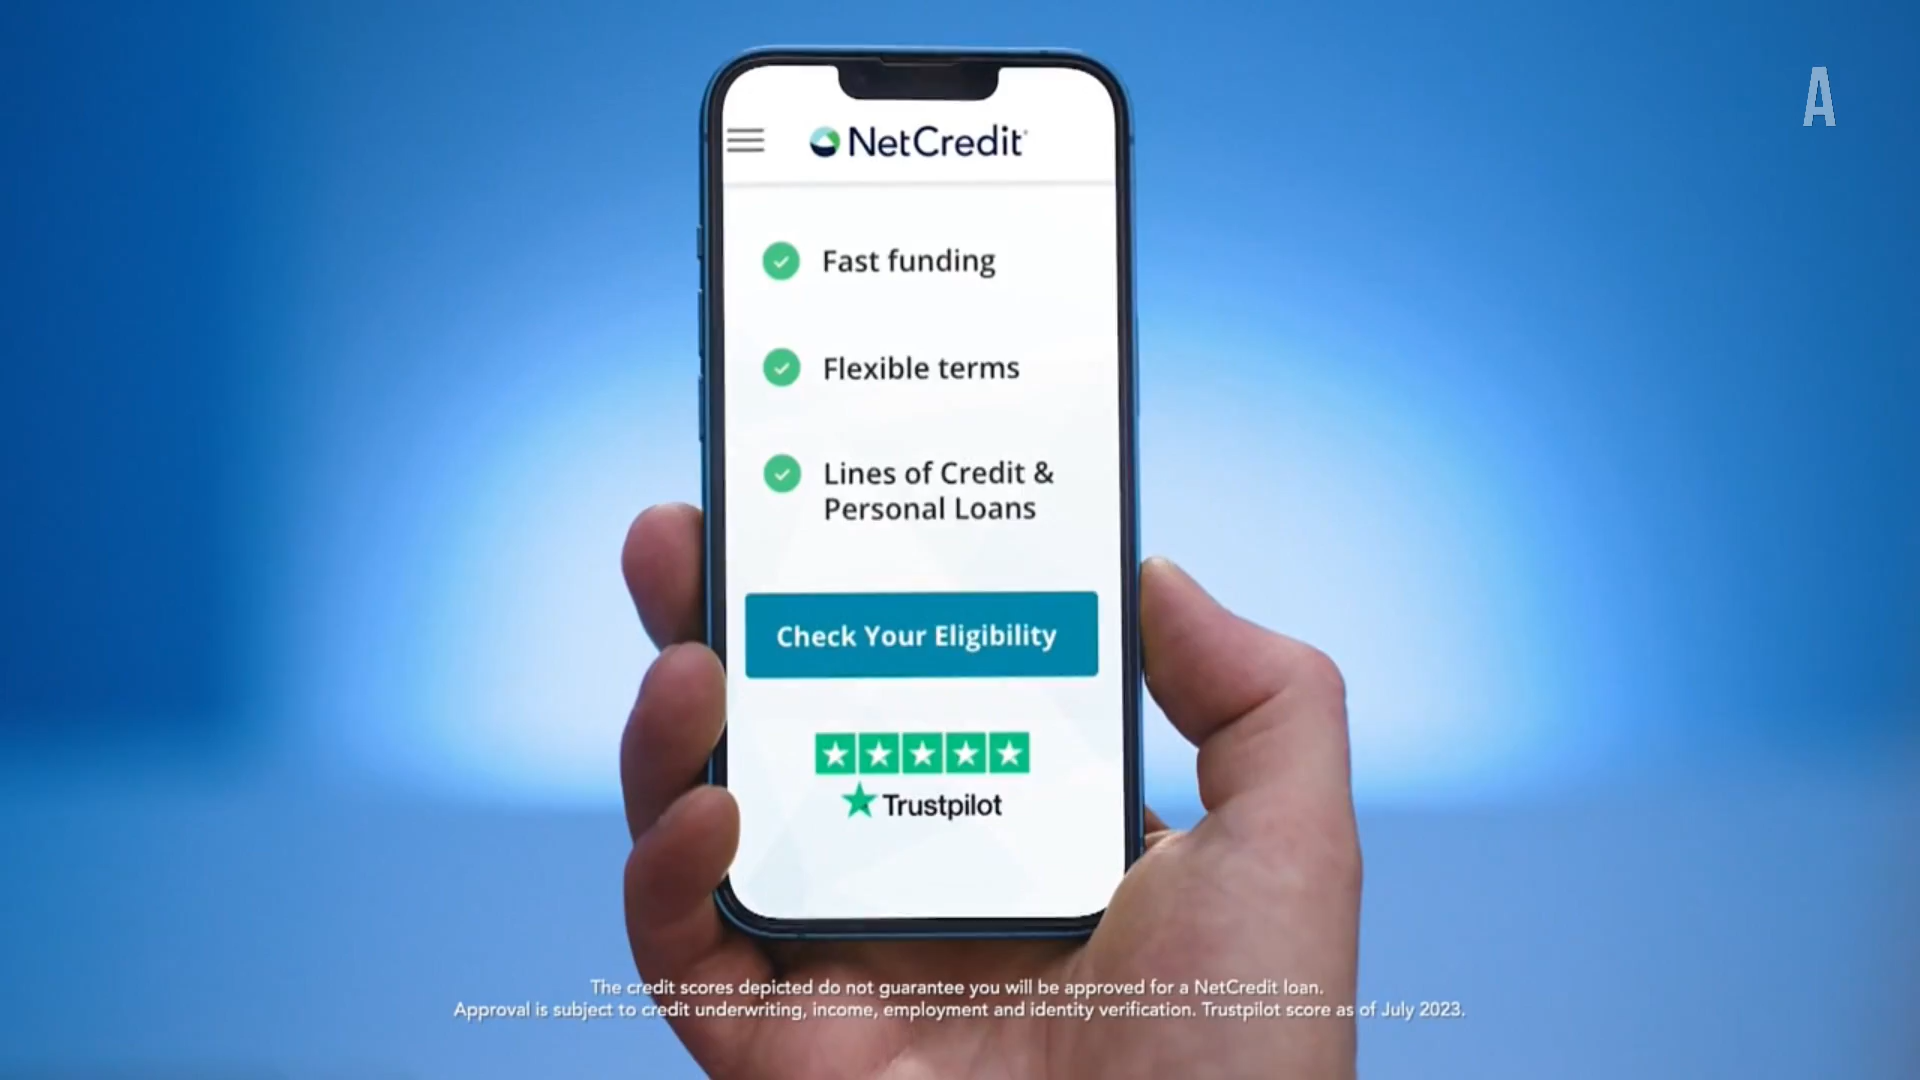 A
NetCredit
Fast funding
Flexible terms
Lines of Credit &
Personal Loans
Check Your Eligibility
Trustpilot
The credit scores depicted do not guarantee you will be approved for a NetCredit loan.
Approval is subject to credit underwriting, income, employment and identity verification. Trustpilot score as of July 2023.